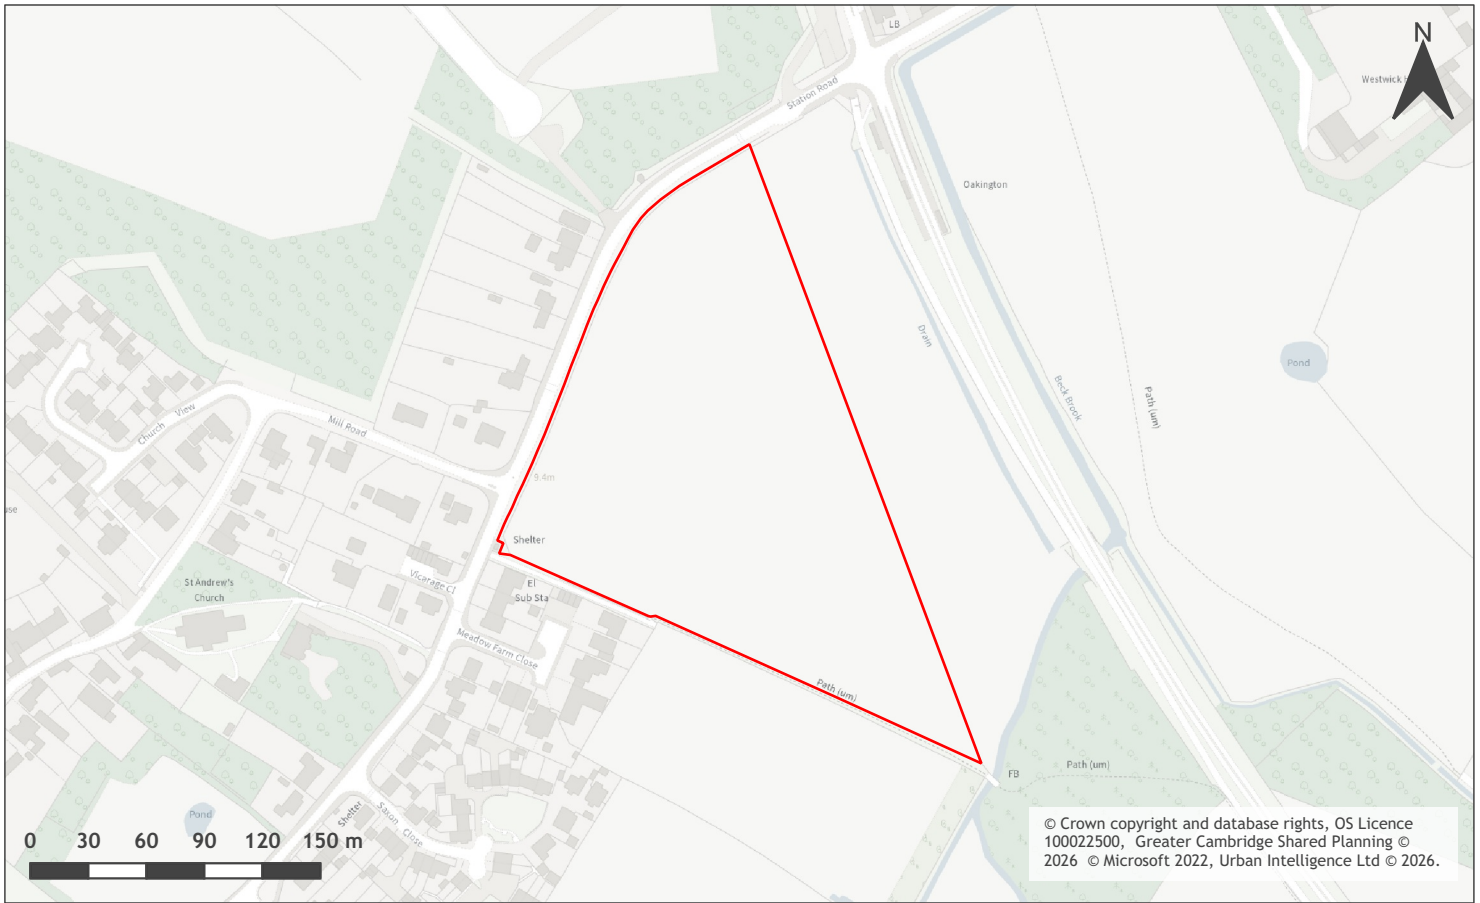 LB
N
Station Road
Westwick H
Oakington
Drain
Beck Brook
Path (um)
Pond
Church View
Mill Road
9.4m
Shelter
El
Sub Sta
Vicarage Cl
St Andrew's
Church
Meadow Farm Close
Path (um)
FB
Path (um)
Pond
Shelter
Saxon Close
0 30 60 90 120 150 m
© Crown copyright and database rights, OS Licence
100022500, Greater Cambridge Shared Planning ©
2026 © Microsoft 2022, Urban Intelligence Ltd © 2026.